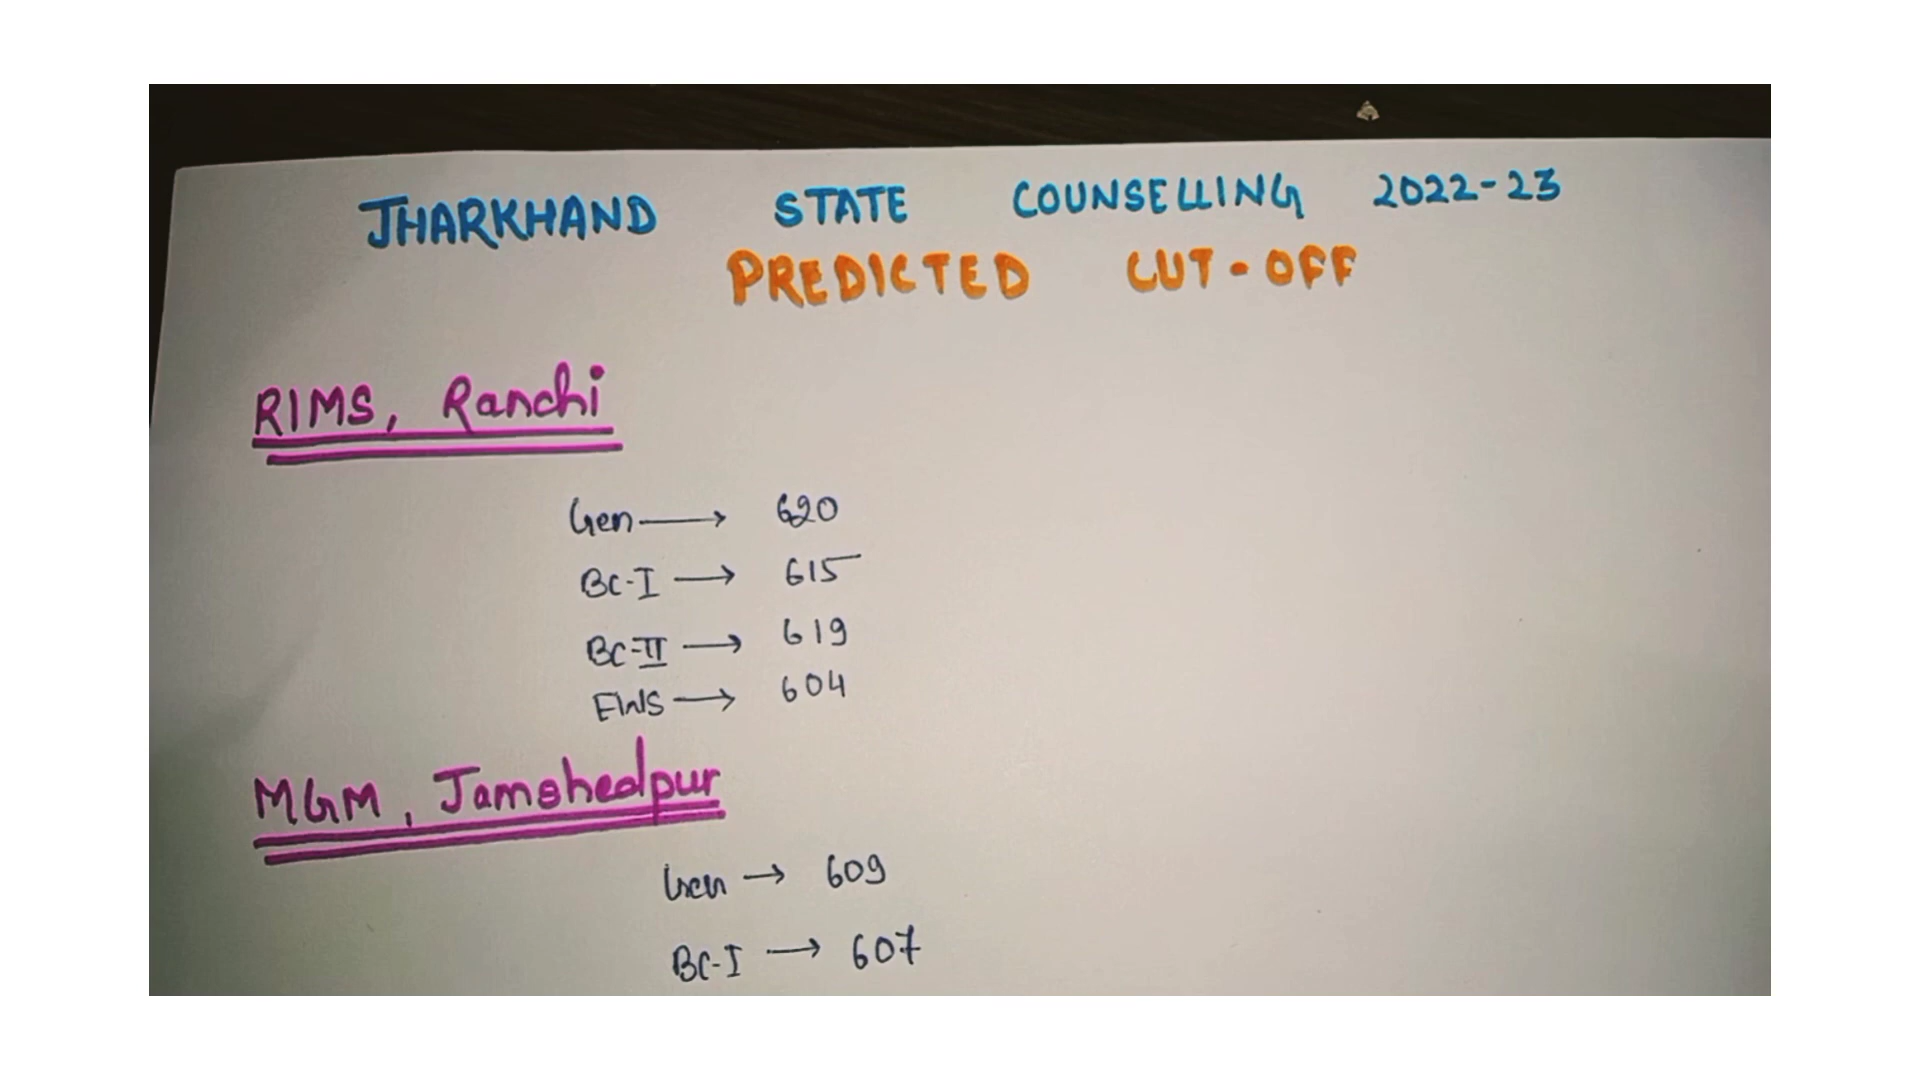 JHARKHAND STATE COUNSELLING 2022-23
PREDICTED CUT-OFF
RIMS, Ranchi
Gen → 620
BC-I → 615
BC-II → 619
EWS → 604
MGM, Jamshedpur
Gen → 609
BC-I → 607